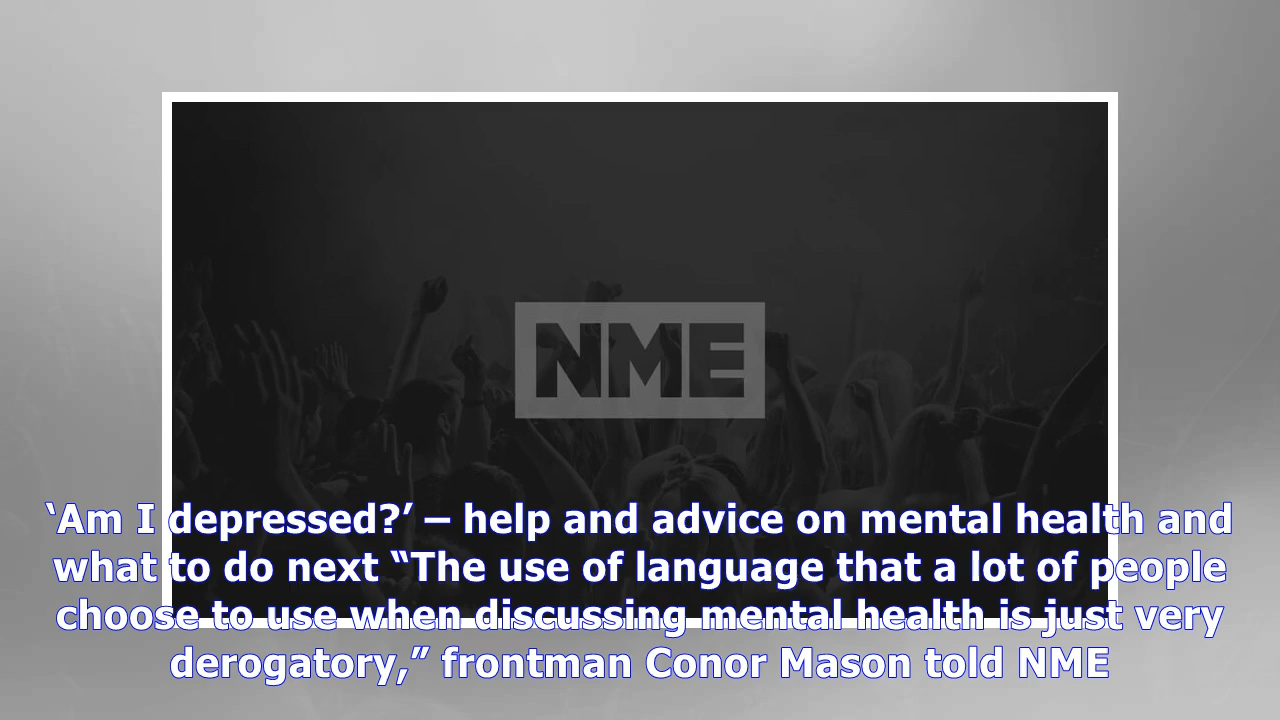 NME
‘Am I depressed?’ – help and advice on mental health and
what to do next “The use of language that a lot of people
choose to use when discussing mental health is just very
derogatory,” frontman Conor Mason told NME